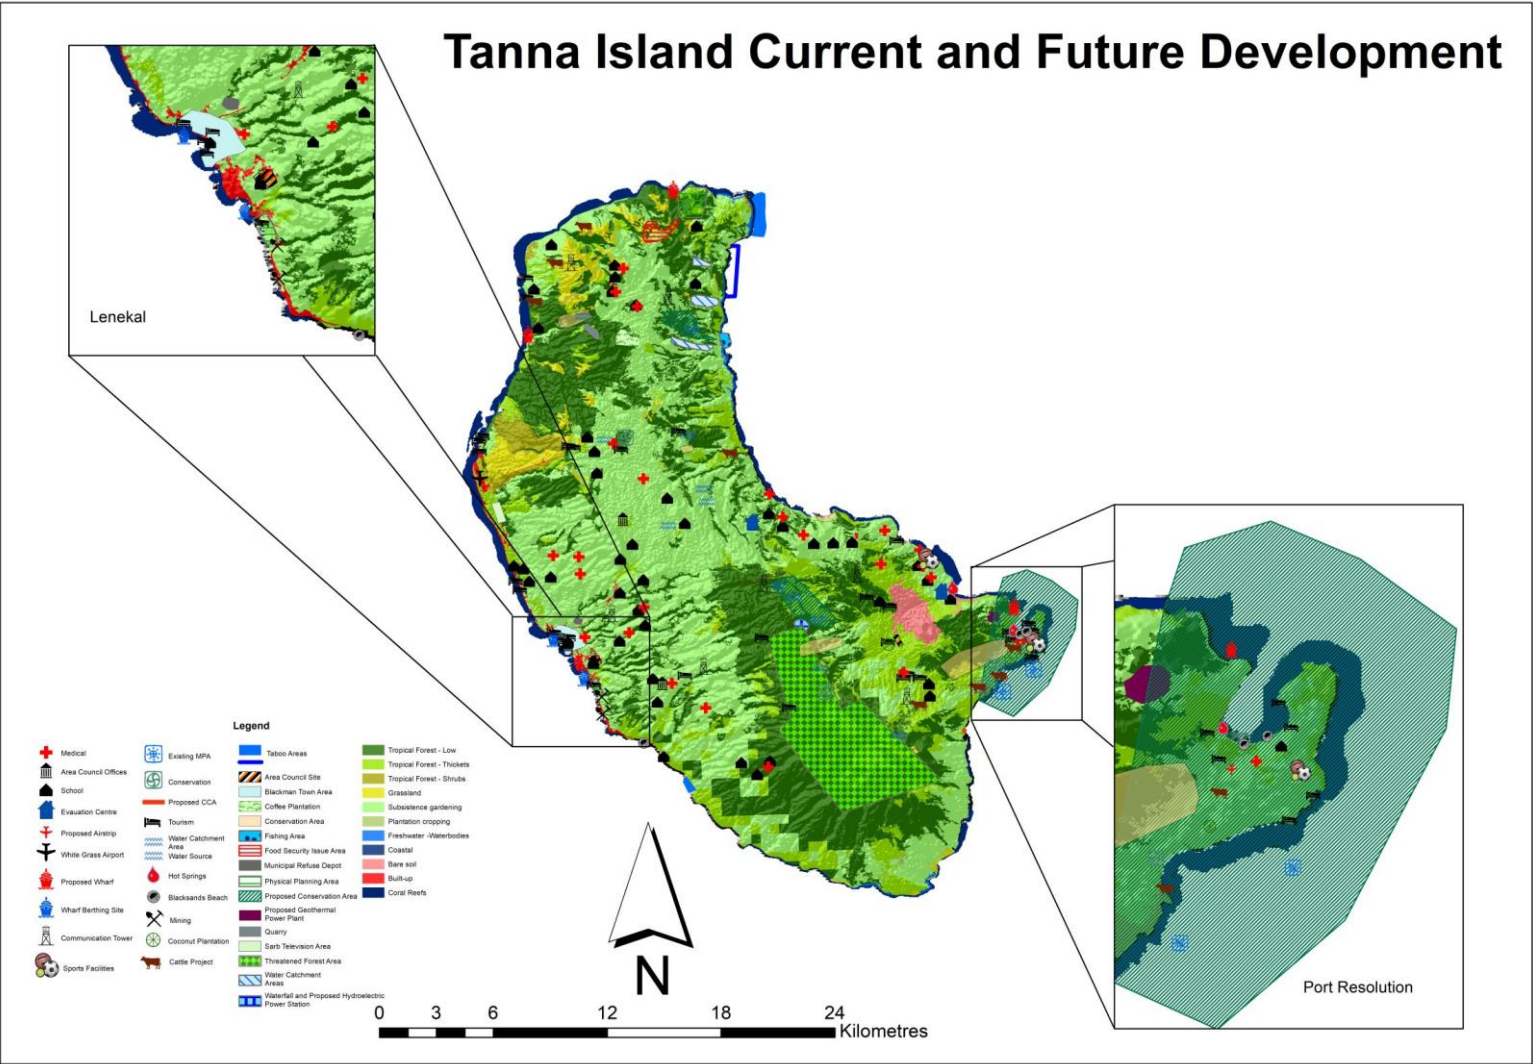 Tanna Island Current and Future Development
Lenekal
Port Resolution
Legend
Medical
Area Council Offices
School
Evauation Centre
Proposed Airstrip
White Grass Airport
Proposed Wharf
Wharf Berthing Site
Communication Tower
Sports Facilities
Existing MPA
Conservation
Proposed CCA
Tourism
Water Catchment
Area
Water Source
Hot Springs
Blacksands Beach
Mining
Coconut Plantation
Cattle Project
Taboo Areas
Area Council Site
Blackman Town Area
Coffee Plantation
Conservation Area
Fishing Area
Food Security Issue Area
Municipal Refuse Depot
Physical Planning Area
Proposed Conservation Area
Proposed Geothermal
Power Plant
Quarry
Sarb Television Area
Threatened Forest Area
Water Catchment
Areas
Waterfall and Proposed Hydroelectric
Power Station
Tropical Forest - Low
Tropical Forest - Thickets
Tropical Forest - Shrubs
Grassland
Subsistence gardening
Plantation cropping
Freshwater -Waterbodies
Coastal
Bare soil
Built-up
Coral Reefs
N
0 3 6 12 18 24
Kilometres